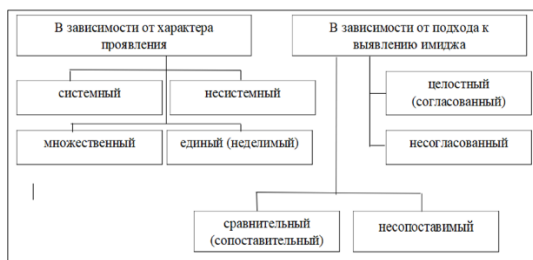 В зависимости от характера
проявления
В зависимости от подхода к
выявлению имиджа
системный
несистемный
целостный
(согласованный)
множественный
единый (неделимый)
несогласованный
сравнительный
(сопоставительный)
несопоставимый